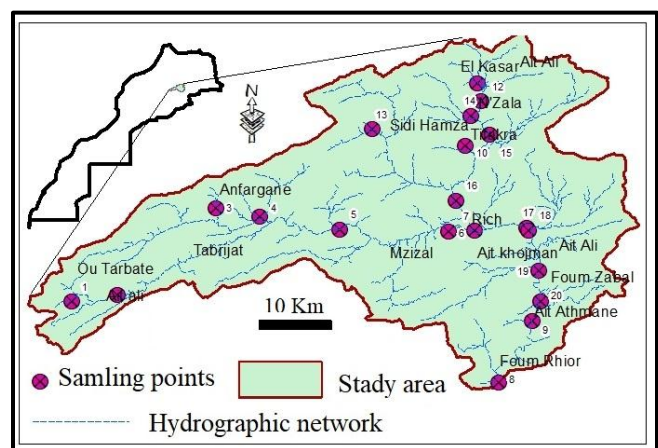 El Kasar Ait Ali
12
N
14 N'Zala
13
Sidi Hamza Titakra
10 15
16
Anfargane
3 4
5
7 Rich 17 18
6
Tabrijat Mzizal
Ait khojman Ait Ali
19 Foum Zabal
Ou Tarbate
1 Ait ali
20
Ait Athmane
9
10 Km
Foum Rhior
8
Samling points Stady area
Hydrographic network